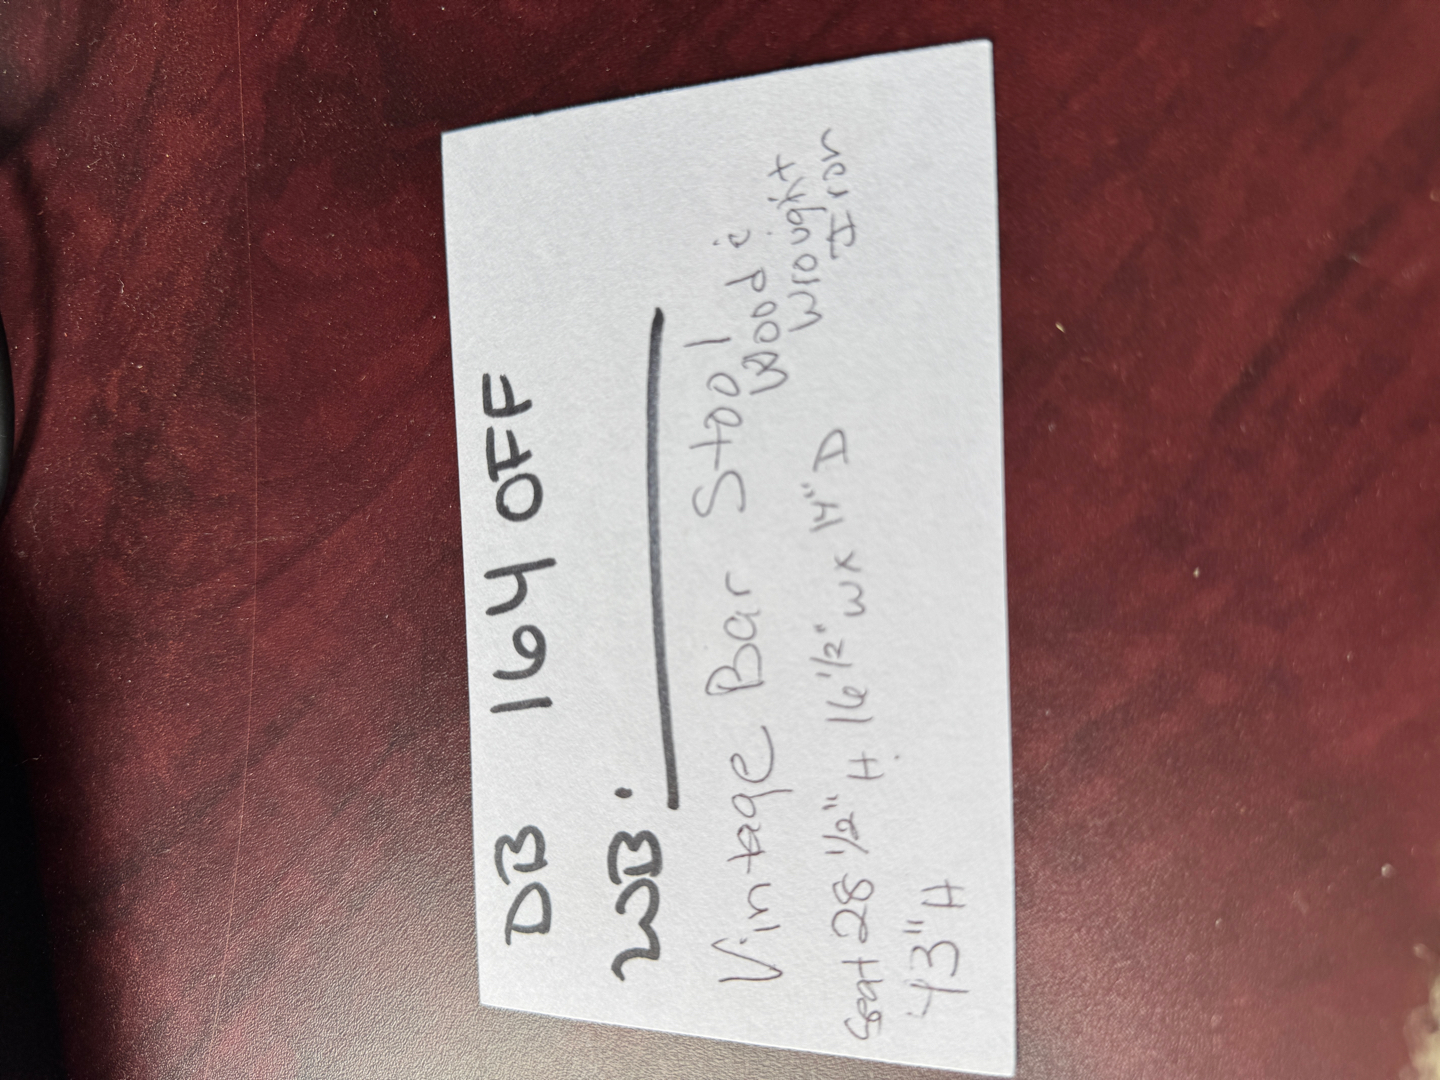 DB 164 OFF
WB.
Vintage Bar Stool
Wood &
Wrought
Iron
Seat 28 1/2" H 16 1/2" W x 14" D
43" H